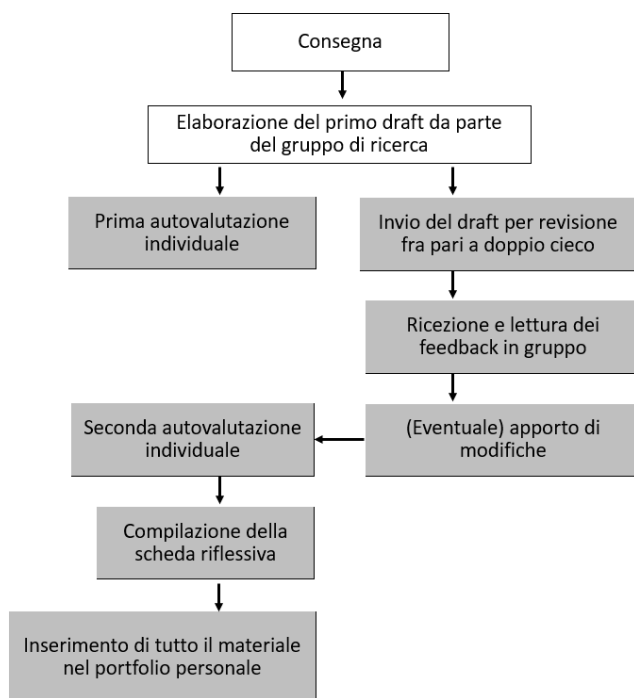 Consegna
Elaborazione del primo draft da parte
del gruppo di ricerca
Prima autovalutazione
individuale
Invio del draft per revisione
fra pari a doppio cieco
Ricezione e lettura dei
feedback in gruppo
(Eventuale) apporto di
modifiche
Seconda autovalutazione
individuale
Compilazione della
scheda riflessiva
Inserimento di tutto il materiale
nel portfolio personale